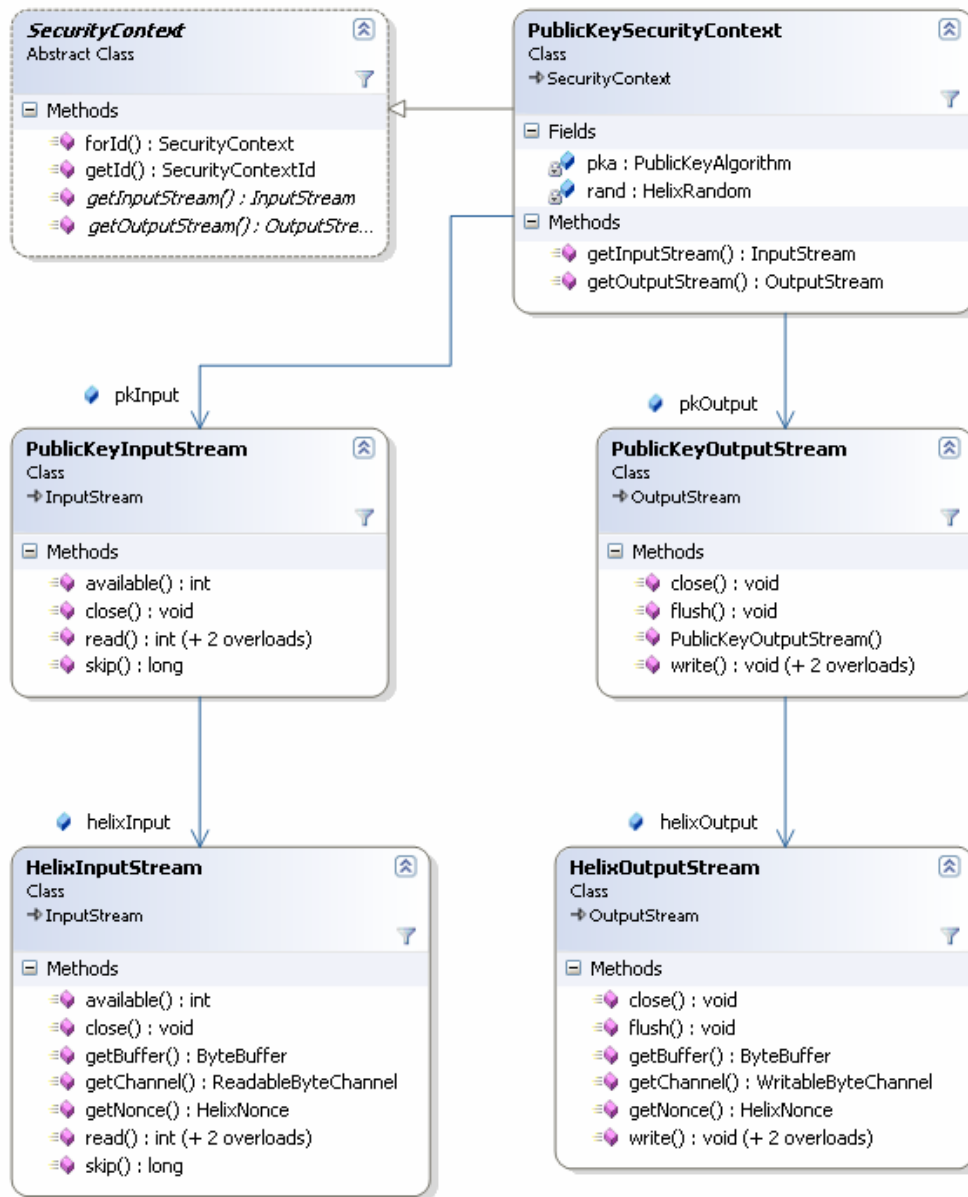 SecurityContext
Abstract Class
Methods
forId() : SecurityContext
getId() : SecurityContextId
getInputStream() : InputStream
getOutputStream() : OutputStre...
PublicKeySecurityContext
Class
SecurityContext
Fields
pka : PublicKeyAlgorithm
rand : HelixRandom
Methods
getInputStream() : InputStream
getOutputStream() : OutputStream
pkInput
pkOutput
PublicKeyInputStream
Class
InputStream
Methods
available() : int
close() : void
read() : int (+ 2 overloads)
skip() : long
PublicKeyOutputStream
Class
OutputStream
Methods
close() : void
flush() : void
PublicKeyOutputStream()
write() : void (+ 2 overloads)
helixInput
helixOutput
HelixInputStream
Class
InputStream
Methods
available() : int
close() : void
getBuffer() : ByteBuffer
getChannel() : ReadableByteChannel
getNonce() : HelixNonce
read() : int (+ 2 overloads)
skip() : long
HelixOutputStream
Class
OutputStream
Methods
close() : void
flush() : void
getBuffer() : ByteBuffer
getChannel() : WritableByteChannel
getNonce() : HelixNonce
write() : void (+ 2 overloads)